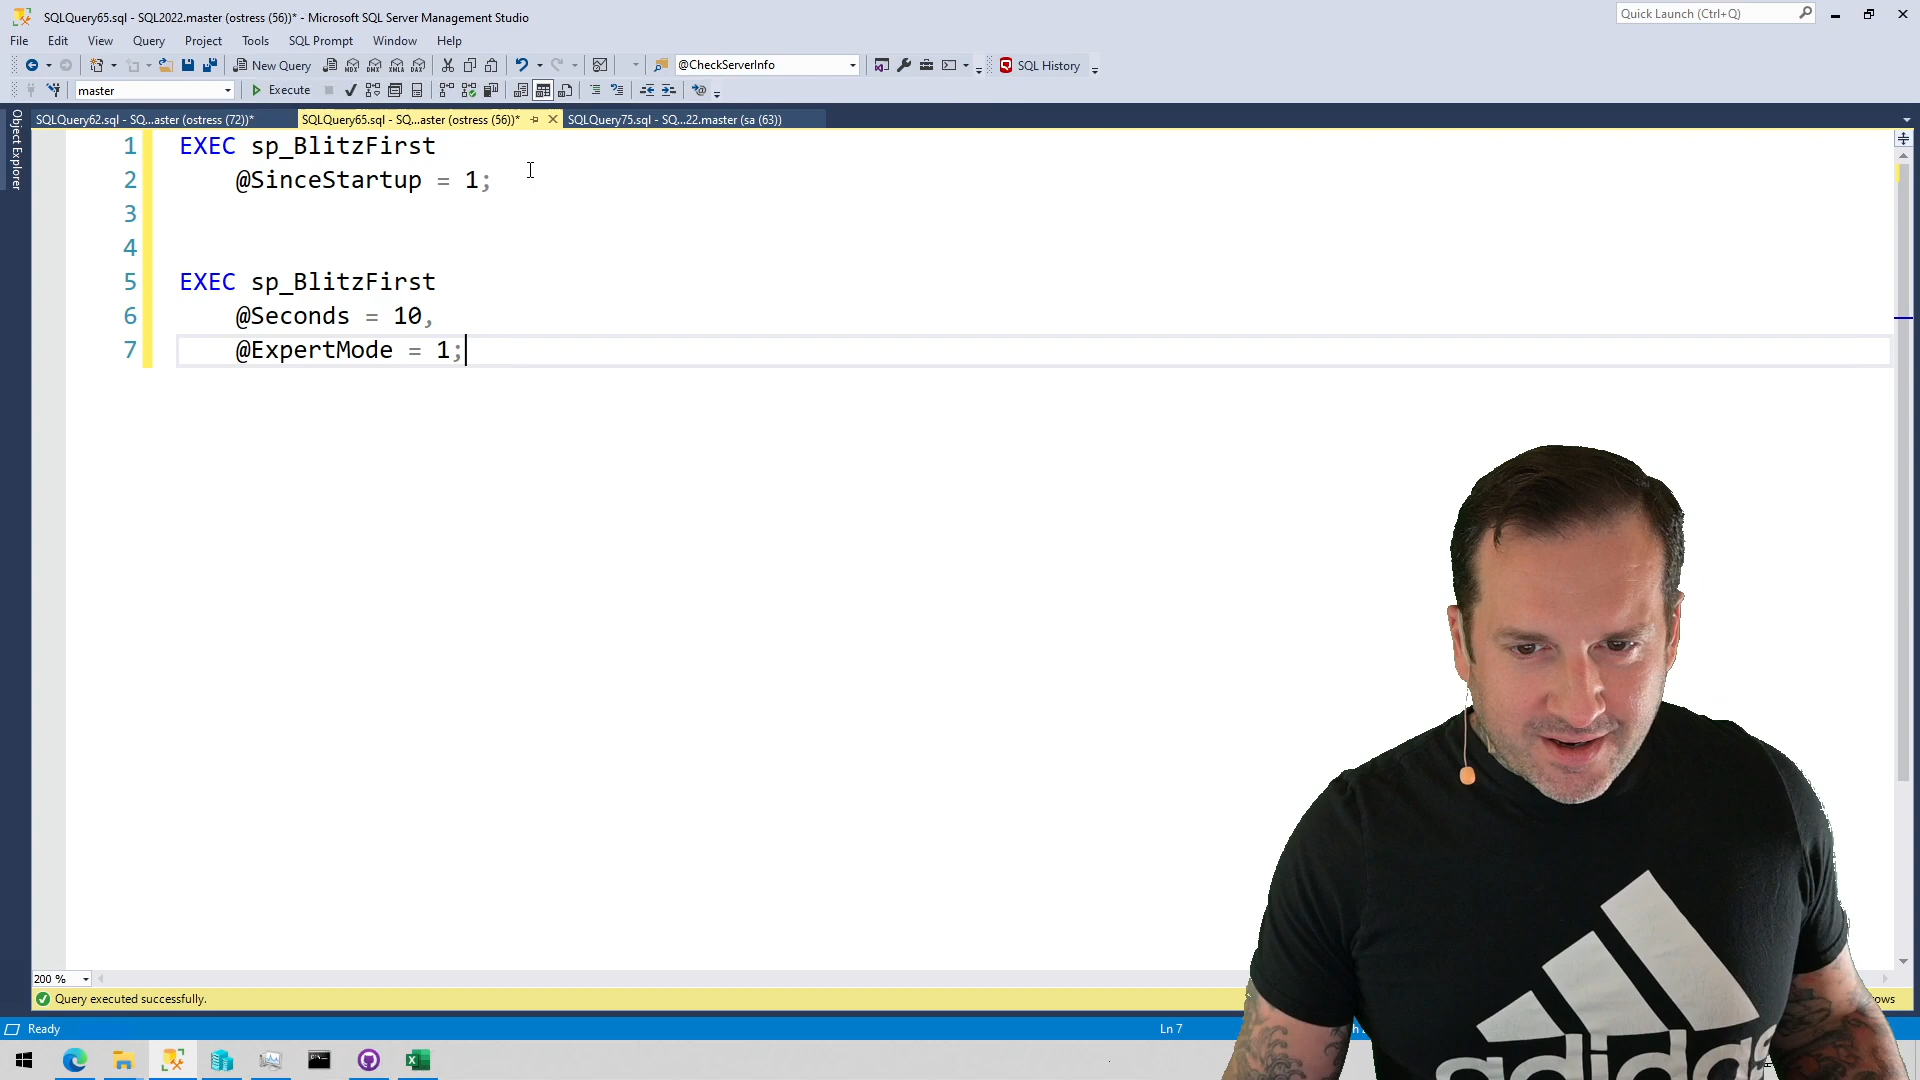 SQLQuery65.sql - SQL2022.master (ostress (56))* - Microsoft SQL Server Management Studio
Quick Launch (Ctrl+Q)
File Edit View Query Project Tools SQL Prompt Window Help
New Query @CheckServerInfo SQL History
master Execute
SQLQuery62.sql - SQ...aster (ostress (72))* SQLQuery65.sql - SQ...aster (ostress (56))* SQLQuery75.sql - SQ...22.master (sa (63))
Object Explorer
1 EXEC sp_BlitzFirst
2 @SinceStartup = 1;
3
4
5 EXEC sp_BlitzFirst
6 @Seconds = 10,
7 @ExpertMode = 1;
200 %
Query executed successfully.
Ready Ln 7
adidas